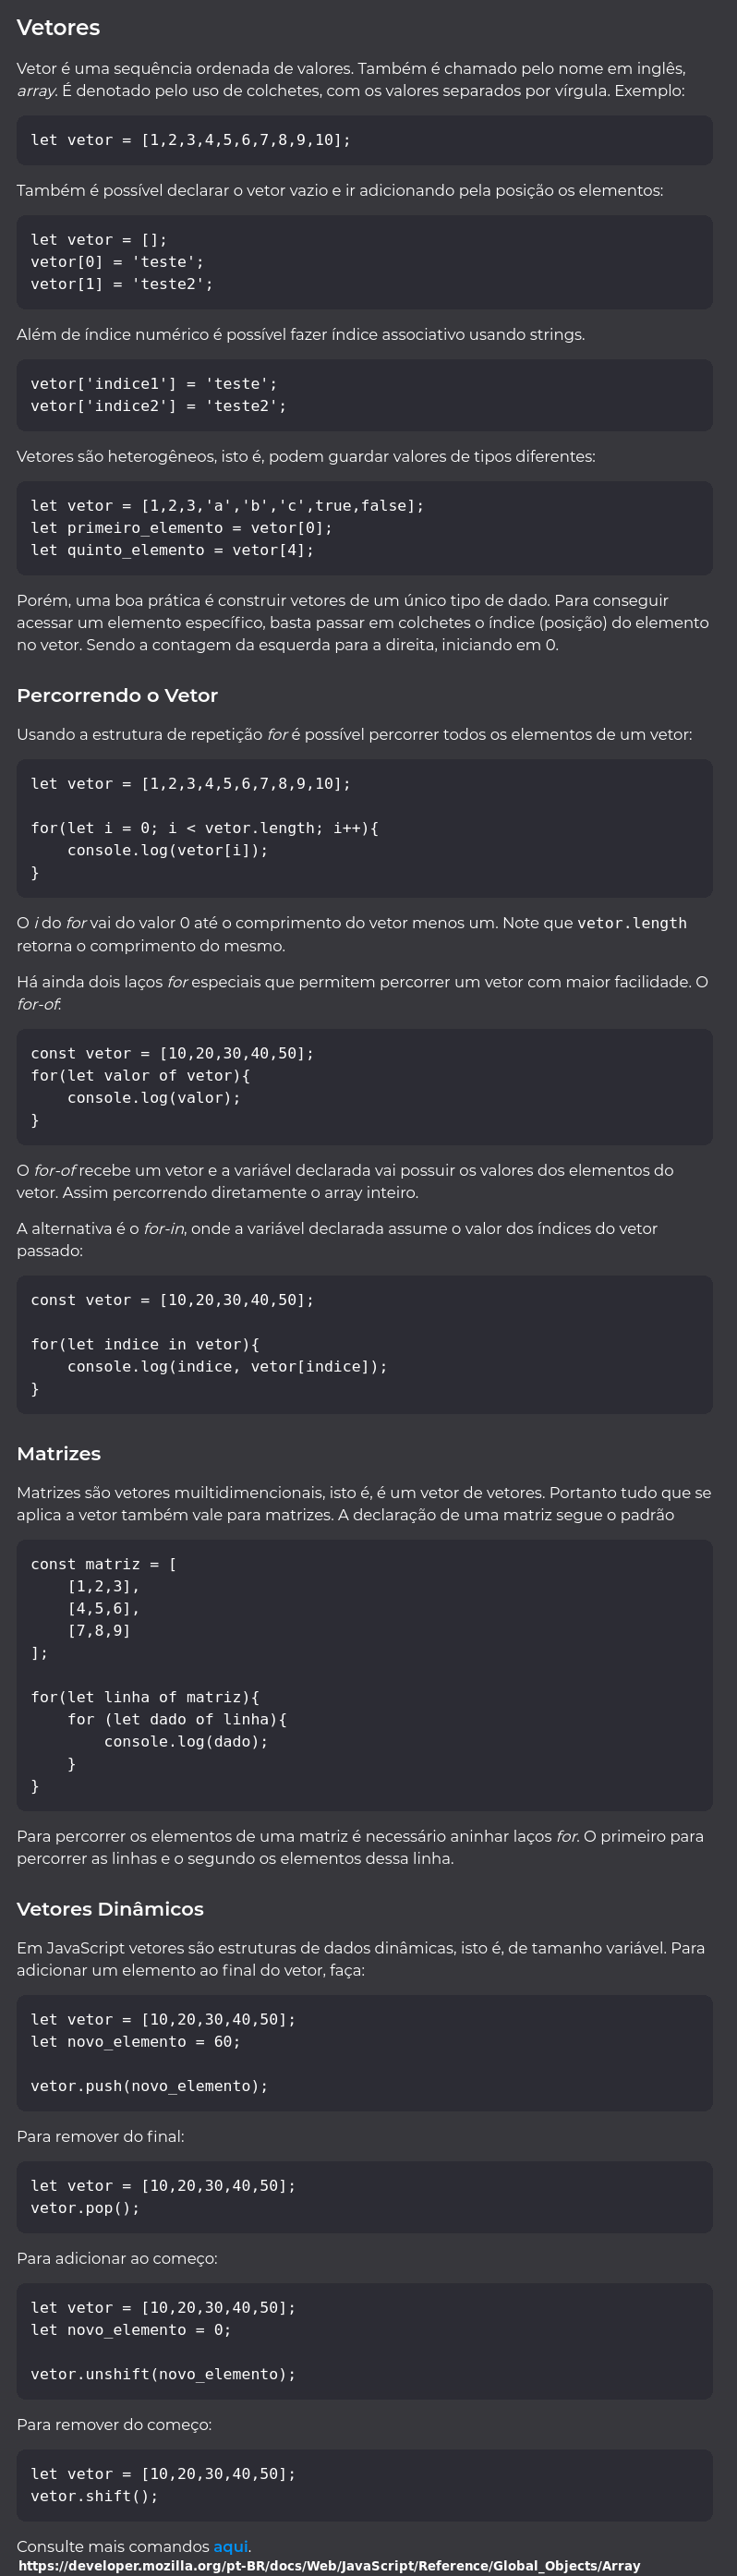 Vetores
Vetor é uma sequência ordenada de valores. Também é chamado pelo nome em inglês,
array. É denotado pelo uso de colchetes, com os valores separados por vírgula. Exemplo:
let vetor = [1,2,3,4,5,6,7,8,9,10];
Também é possível declarar o vetor vazio e ir adicionando pela posição os elementos:
let vetor = [];
vetor[0] = 'teste';
vetor[1] = 'teste2';
Além de índice numérico é possível fazer índice associativo usando strings.
vetor['indice1'] = 'teste';
vetor['indice2'] = 'teste2';
Vetores são heterogêneos, isto é, podem guardar valores de tipos diferentes:
let vetor = [1,2,3,'a','b','c',true,false];
let primeiro_elemento = vetor[0];
let quinto_elemento = vetor[4];
Porém, uma boa prática é construir vetores de um único tipo de dado. Para conseguir
acessar um elemento específico, basta passar em colchetes o índice (posição) do elemento
no vetor. Sendo a contagem da esquerda para a direita, iniciando em 0.
Percorrendo o Vetor
Usando a estrutura de repetição for é possível percorrer todos os elementos de um vetor:
let vetor = [1,2,3,4,5,6,7,8,9,10];
for(let i = 0; i < vetor.length; i++){
    console.log(vetor[i]);
}
O i do for vai do valor 0 até o comprimento do vetor menos um. Note que vetor.length
retorna o comprimento do mesmo.
Há ainda dois laços for especiais que permitem percorrer um vetor com maior facilidade. O
for-of:
const vetor = [10,20,30,40,50];
for(let valor of vetor){
    console.log(valor);
}
O for-of recebe um vetor e a variável declarada vai possuir os valores dos elementos do
vetor. Assim percorrendo diretamente o array inteiro.
A alternativa é o for-in, onde a variável declarada assume o valor dos índices do vetor
passado:
const vetor = [10,20,30,40,50];
for(let indice in vetor){
    console.log(indice, vetor[indice]);
}
Matrizes
Matrizes são vetores muiltidimencionais, isto é, é um vetor de vetores. Portanto tudo que se
aplica a vetor também vale para matrizes. A declaração de uma matriz segue o padrão
const matriz = [
    [1,2,3],
    [4,5,6],
    [7,8,9]
];
for(let linha of matriz){
    for (let dado of linha){
        console.log(dado);
    }
}
Para percorrer os elementos de uma matriz é necessário aninhar laços for. O primeiro para
percorrer as linhas e o segundo os elementos dessa linha.
Vetores Dinâmicos
Em JavaScript vetores são estruturas de dados dinâmicas, isto é, de tamanho variável. Para
adicionar um elemento ao final do vetor, faça:
let vetor = [10,20,30,40,50];
let novo_elemento = 60;
vetor.push(novo_elemento);
Para remover do final:
let vetor = [10,20,30,40,50];
vetor.pop();
Para adicionar ao começo:
let vetor = [10,20,30,40,50];
let novo_elemento = 0;
vetor.unshift(novo_elemento);
Para remover do começo:
let vetor = [10,20,30,40,50];
vetor.shift();
Consulte mais comandos aqui.
https://developer.mozilla.org/pt-BR/docs/Web/JavaScript/Reference/Global_Objects/Array